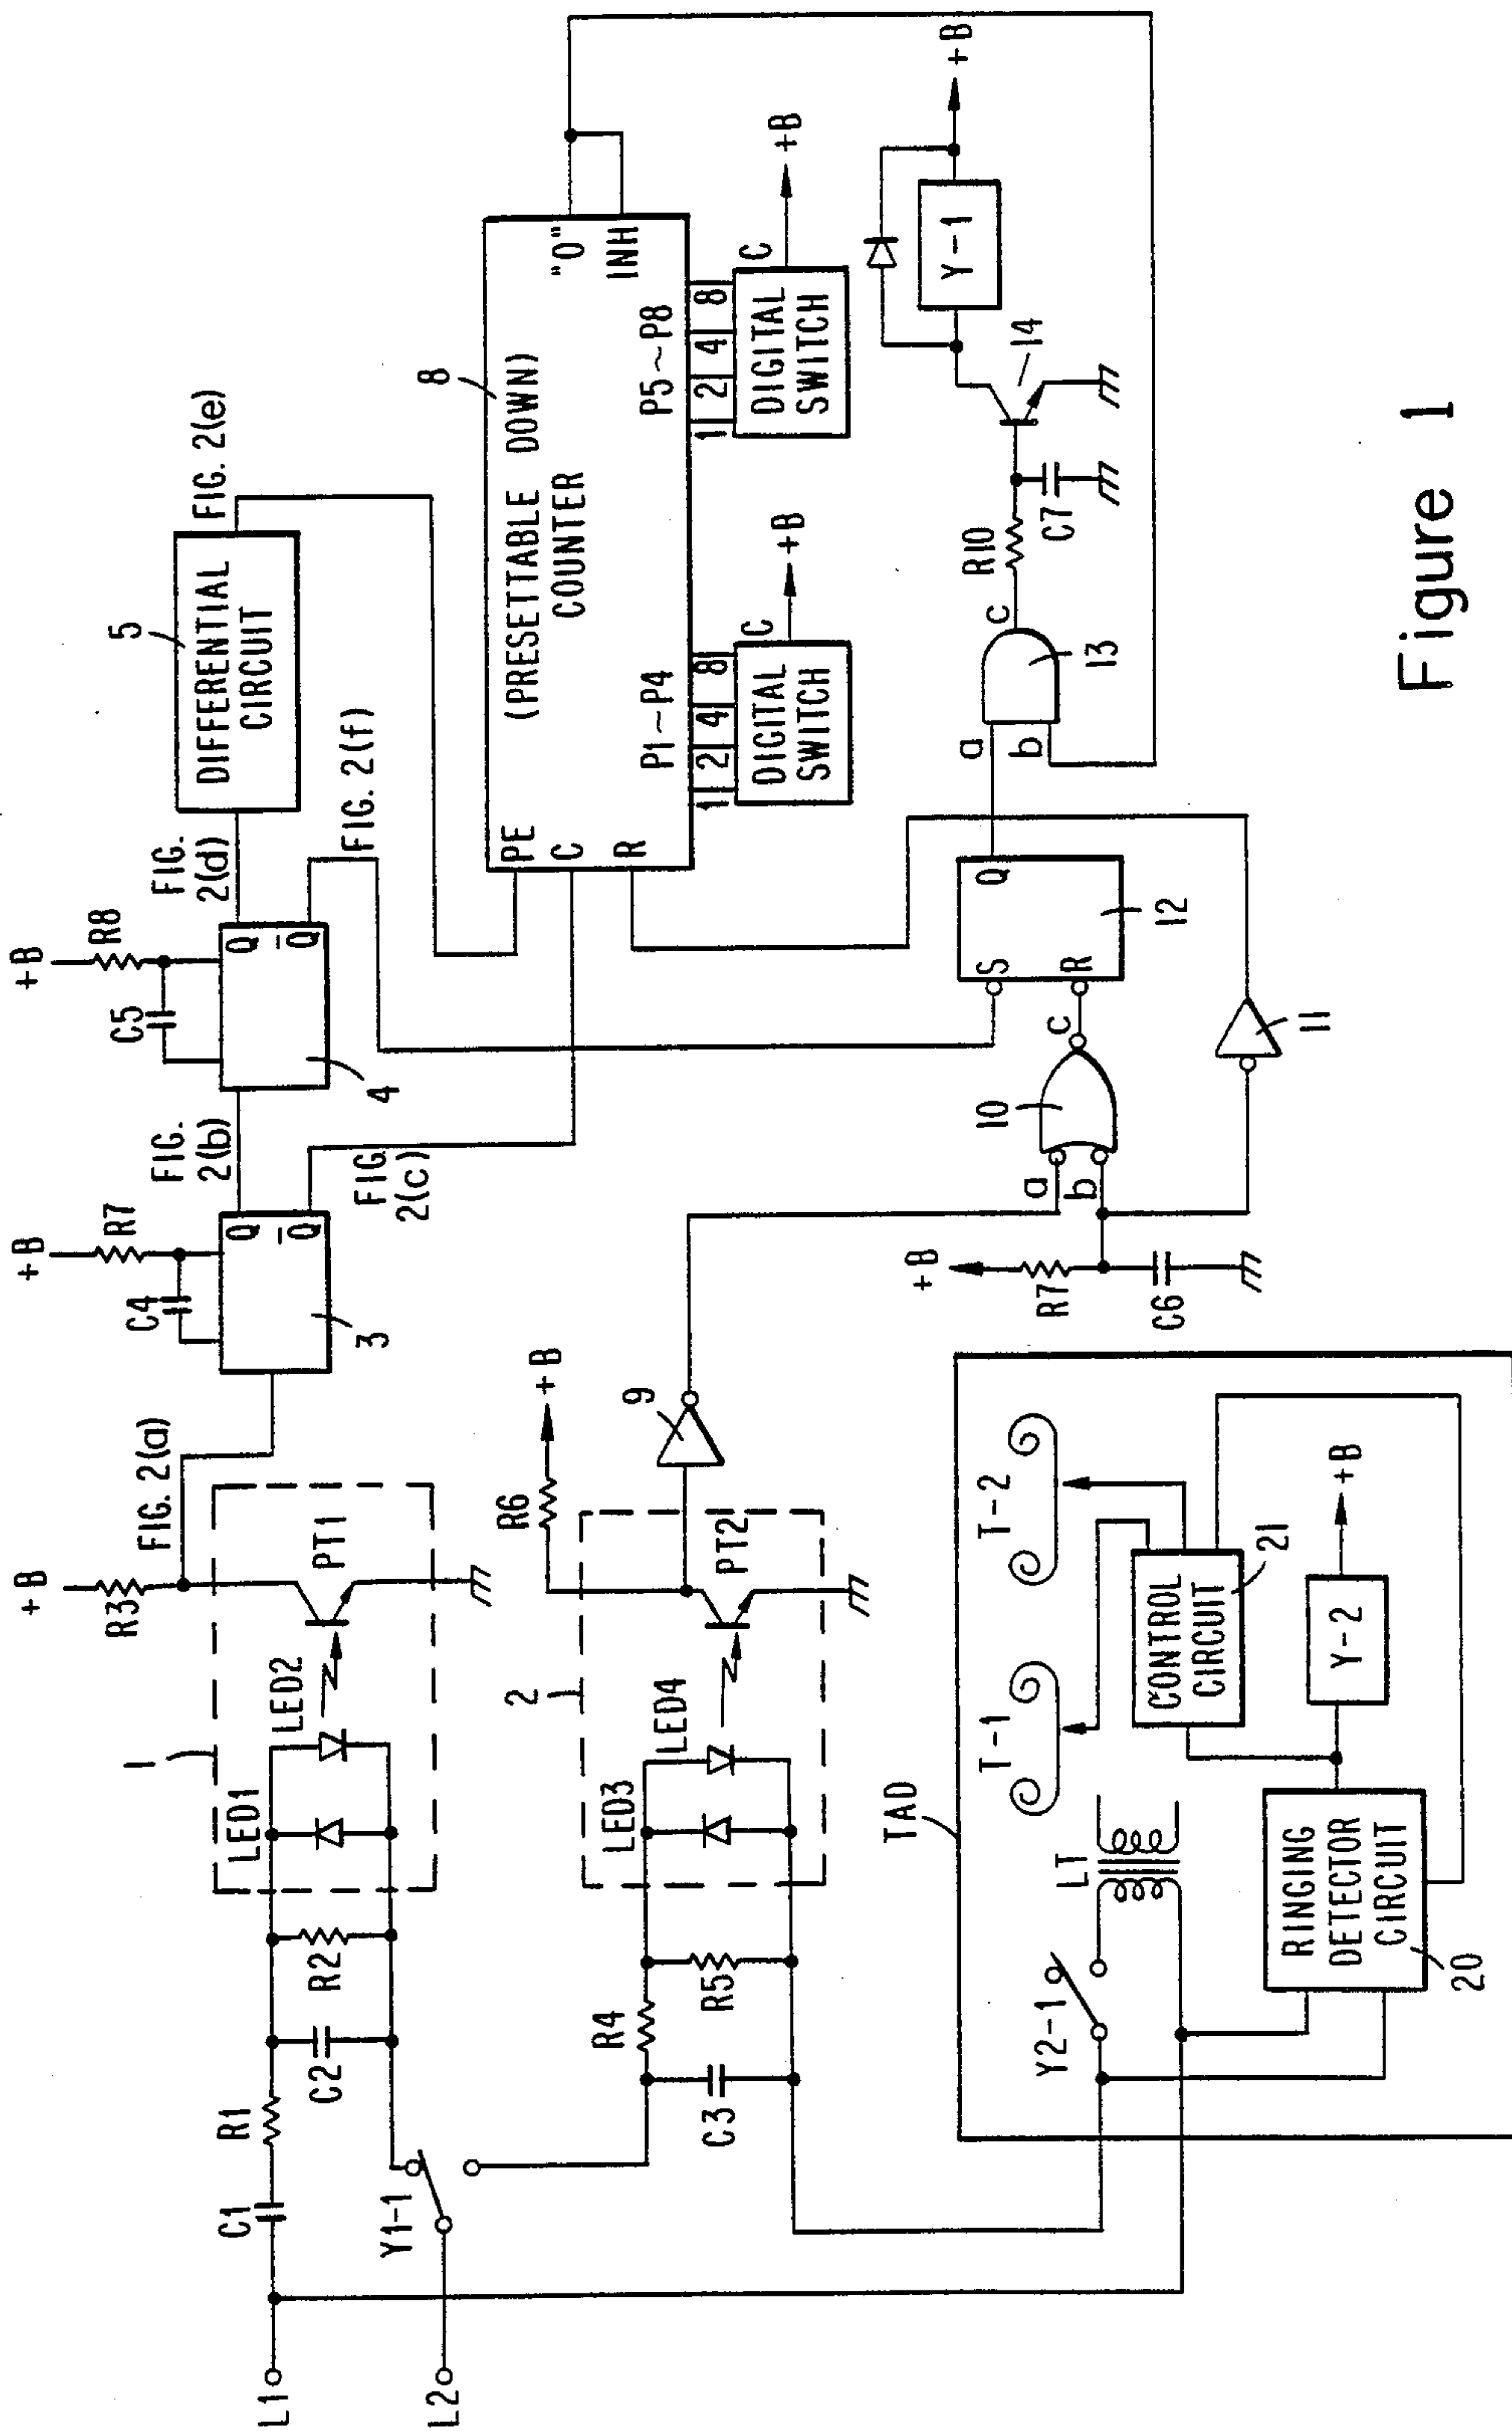 +B
R3
FIG. 2(a)
+B
R7
C4
3
Q
Q
FIG.
2(b)
FIG.
2(c)
+B
R8
C5
4
Q
Q
FIG.
2(d)
FIG. 2(f)
5
DIFFERENTIAL
CIRCUIT
FIG. 2(e)
L1
L2
C1
R1
C2
R2
Y1-1
1
LED1
LED2
PT1
R4
C3
R5
2
LED3
LED4
PT2
R6
+B
9
8
(PRESETTABLE DOWN)
COUNTER
PE
C
R
P1~P4
P5~P8
"0"
INH
1 2 4 8
DIGITAL
SWITCH
C
+B
1 2 4 8
DIGITAL
SWITCH
C
+B
+B
R7
C6
a
b
10
c
11
S
R
Q
12
a
b
c
13
R10
C7
14
Y-1
+B
TAD
Y2-1
LT
T-1
T-2
CONTROL
CIRCUIT
21
RINGING
DETECTOR
CIRCUIT
20
Y-2
+B
Figure 1